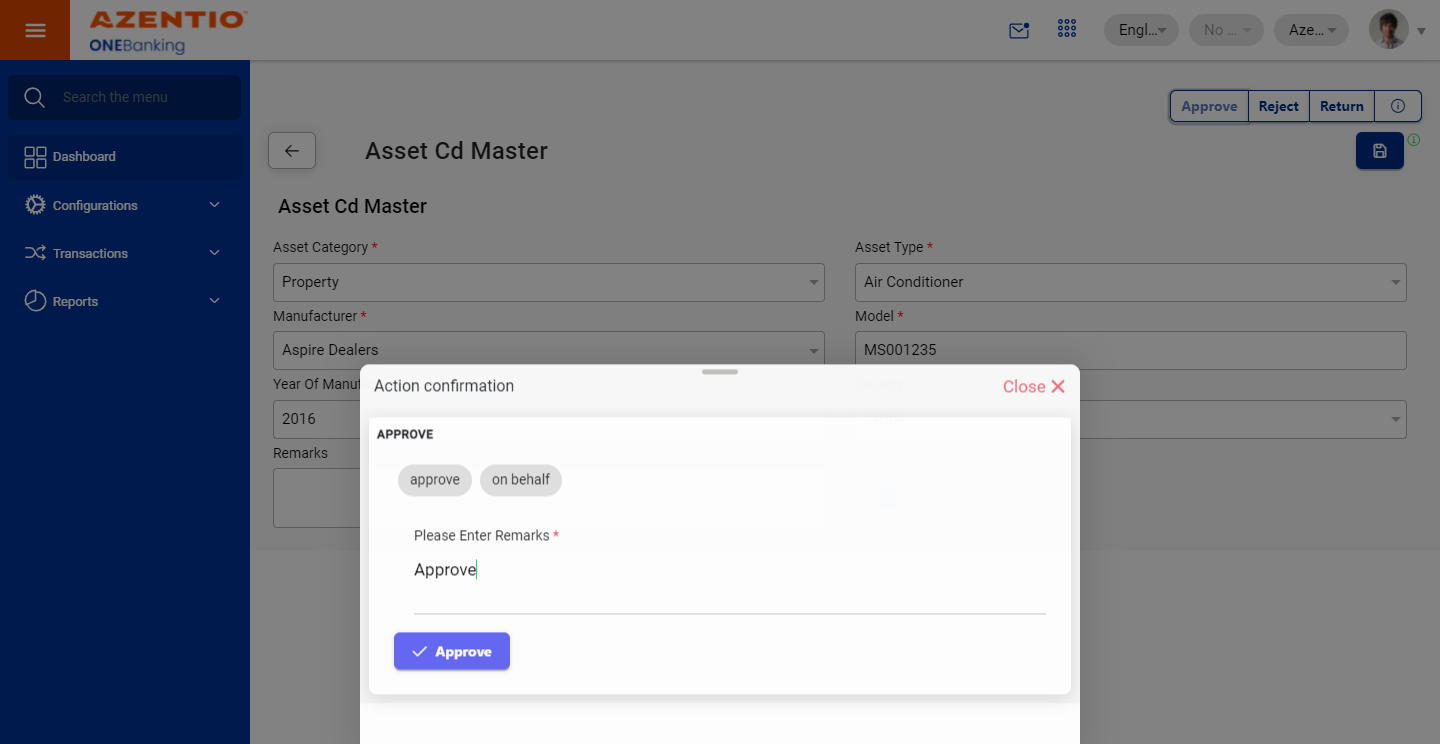 AZENTIO™
ONEBanking
Engl...
No ...
Aze...
Search the menu
Dashboard
Configurations
Transactions
Reports
Approve Reject Return
Asset Cd Master
Asset Cd Master
Asset Category * Asset Type *
Property Air Conditioner
Manufacturer * Model *
Aspire Dealers MS001235
Year Of Manuf
2016
Remarks
Action confirmation Close
APPROVE
approve on behalf
Please Enter Remarks *
Approve
Approve